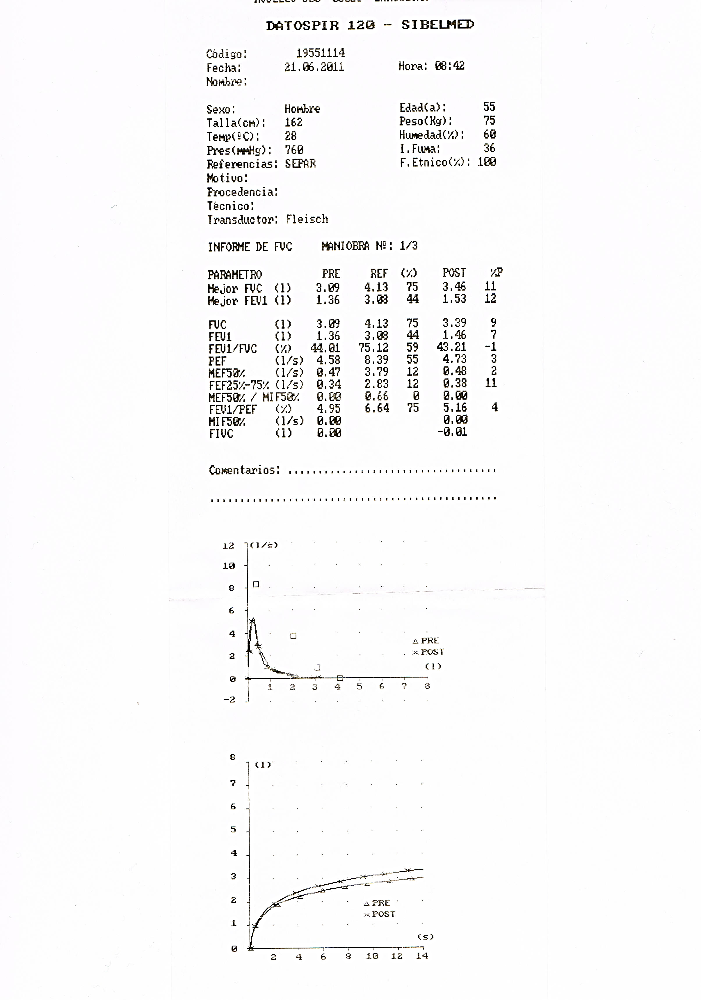 DATOSPIR 120 - SIBELMED
Código: 19551114
Fecha: 21.06.2011 Hora: 08:42
Nombre:
Sexo: Hombre Edad(a): 55
Talla(cm): 162 Peso(Kg): 75
Temp(ºC): 28 Humedad(%): 60
Pres(mmHg): 760 I.Fuma: 36
Referencias: SEPAR F.Etnico(%): 100
Motivo:
Procedencia:
Técnico:
Transductor: Fleisch
INFORME DE FVC MANIOBRA Nº: 1/3
PARAMETRO PRE REF (%) POST %P
Mejor FVC (l) 3.09 4.13 75 3.46 11
Mejor FEV1 (l) 1.36 3.08 44 1.53 12
FVC (l) 3.09 4.13 75 3.39 9
FEV1 (l) 1.36 3.08 44 1.46 7
FEV1/FVC (%) 44.01 75.12 59 43.21 -1
PEF (l/s) 4.58 8.39 55 4.73 3
MEF50% (l/s) 0.47 3.79 12 0.48 2
FEF25%-75% (l/s) 0.34 2.83 12 0.38 11
MEF50% / MIF50% 0.00 0.66 0 0.00
FEV1/PEF (%) 4.95 6.64 75 5.16 4
MIF50% (l/s) 0.00 0.00
FIVC (l) 0.00 -0.01
Comentarios: ...................................
................................................
12 (l/s)
10
8
6
4
PRE
2 POST
(l)
0
1 2 3 4 5 6 7 8
-2
8
(l)
7
6
5
4
3
2 PRE
POST
1
(s)
0
2 4 6 8 10 12 14